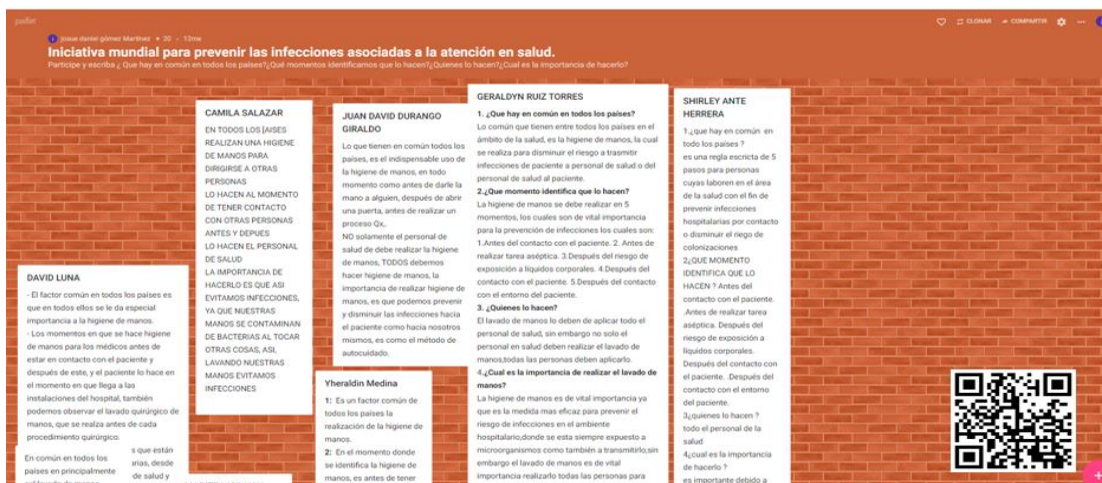 padlet
CLONAR
COMPARTIR
josue daniel gómez Martínez + 20 - 13me
Iniciativa mundial para prevenir las infecciones asociadas a la atención en salud.
Participe y escriba ¿ Que hay en común en todos los países?¿Qué momentos identificamos que lo hacen?¿Quienes lo hacen?¿Cual es la importancia de hacerlo?
DAVID LUNA
- El factor común en todos los países es
que en todos ellos se le da especial
importancia a la higiene de manos.
- Los momentos en que se hace higiene
de manos para los médicos antes de
estar en contacto con el paciente y
después de este, y el paciente lo hace en
el momento en que llega a las
instalaciones del hospital, también
podemos observar el lavado quirúrgico de
manos, que se realza antes de cada
procedimiento quirúrgico.
En común en todos los
países en principalmente
s que están
arias, desde
de salud y
CAMILA SALAZAR
EN TODOS LOS [AISES
REALIZAN UNA HIGIENE
DE MANOS PARA
DIRIGIRSE A OTRAS
PERSONAS
LO HACEN AL MOMENTO
DE TENER CONTACTO
CON OTRAS PERSONAS
ANTES Y DEPUES
LO HACEN EL PERSONAL
DE SALUD
LA IMPORTANCIA DE
HACERLO ES QUE ASI
EVITAMOS INFECCIONES,
YA QUE NUESTRAS
MANOS SE CONTAMINAN
DE BACTERIAS AL TOCAR
OTRAS COSAS, ASI,
LAVANDO NUESTRAS
MANOS EVITAMOS
INFECCIONES
JUAN DAVID DURANGO
GIRALDO
Lo que tienen en común todos los
países, es el indispensable uso de
la higiene de manos, en todo
momento como antes de darle la
mano a alguien, después de abrir
una puerta, antes de realizar un
proceso Qx,.
NO solamente el personal de
salud de debe realizar la higiene
de manos, TODOS debemos
hacer higiene de manos, la
importancia de realizar higiene de
manos, es que podemos prevenir
y disminuir las infecciones hacia
el paciente como hacia nosotros
mismos, es como el método de
autocuidado.
Yheraldin Medina
1: Es un factor común de
todos los países la
realización de la higiene de
manos.
2: En el momento donde
se identifica la higiene de
manos, es antes de tener
GERALDYN RUIZ TORRES
1. ¿Que hay en común en todos los países?
Lo común que tienen entre todos los países en el
ámbito de la salud, es la higiene de manos, la cual
se realiza para disminuir el riesgo a trasmitir
infecciones de paciente a personal de salud o del
personal de salud al paciente.
2.¿Que momento identifica que lo hacen?
La higiene de manos se debe realizar en 5
momentos, los cuales son de vital importancia
para la prevención de infecciones los cuales son:
1.Antes del contacto con el paciente. 2. Antes de
realizar tarea aséptica. 3.Después del riesgo de
exposición a líquidos corporales. 4.Después del
contacto con el paciente. 5.Después del contacto
con el entorno del paciente.
3. ¿Quienes lo hacen?
El lavado de manos lo deben de aplicar todo el
personal de salud, sin embargo no solo el
personal en salud deben realizar el lavado de
manos,todas las personas deben aplicarlo.
4.¿Cual es la importancia de realizar el lavado de
manos?
La higiene de manos es de vital importancia ya
que es la medida mas eficaz para prevenir el
riesgo de infecciones en el ambiente
hospitalario,donde se esta siempre expuesto a
microorganismos como también a transmitirlo,sin
embargo el lavado de manos es de vital
importancia realizarlo todas las personas para
SHIRLEY ANTE
HERRERA
1.¿que hay en común en
todo los países ?
es una regla escricta de 5
pasos para personas
cuyas laboren en el área
de la salud con el fin de
prevenir infecciones
hospitalarias por contacto
o disminuir el riego de
colonizaciones
2¿QUE MOMENTO
IDENTIFICA QUE LO
HACEN ? Antes del
contacto con el paciente.
.Antes de realizar tarea
aséptica. Después del
riesgo de exposición a
líquidos corporales.
Después del contacto con
el paciente. .Después del
contacto con el entorno
del paciente.
3¿quienes lo hacen ?
todo el personal de la
salud
4¿cual es la importancia
de hacerlo ?
es importante debido a